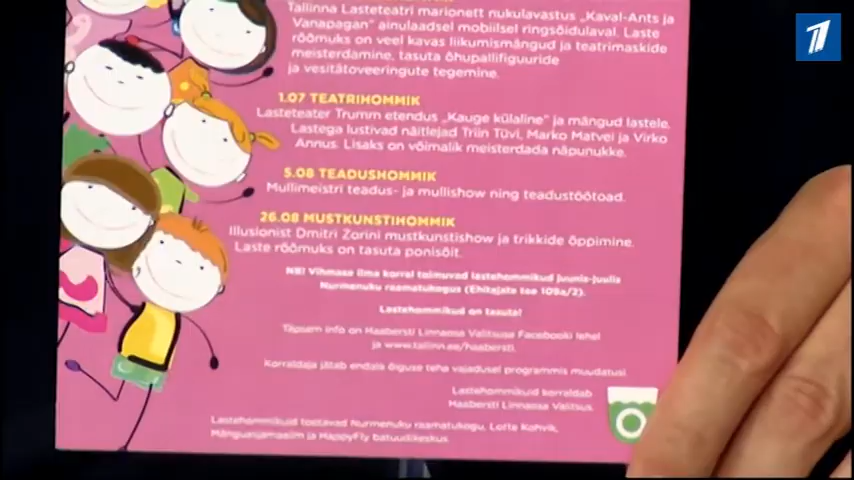 Tallinna Lasteteatri marionett nukulavastus „Kaval-Ants ja
Vanapagan" ainulaadsel mobiilsel ringsõidulaval. Laste
rõõmuks on veel kavas liikumismängud ja teatrimaskide
meisterdamine, tasuta õhupallifiguuride
ja vesitätoveeringute tegemine.
1.07 TEATRIHOMMIK
Lasteteater Trumm etendus „Kauge külaline" ja mängud lastele.
Lastega lustivad näitlejad Triin Tüvi, Marko Matvei ja Virko
Annus. Lisaks on võimalik meisterdada näpunukke.
5.08 TEADUSHOMMIK
Mullimeistri teadus- ja mullishow ning teadustöötoad.
26.08 MUSTKUNSTIHOMMIK
Illusionist Dmitri Zorini mustkunstishow ja trikkide õppimine.
Laste rõõmuks on tasuta ponisõit.
NB! Vihmase ilma korral toimuvad lastehommikud juunis-juulis
Nurmenuku raamatukogus (Ehitajate tee 109a/2).
Lastehommikud on tasuta!
Täpsem info on Haabersti Linnaosa Valitsuse Facebooki lehel
ja www.tallinn.ee/haabersti.
Korraldaja jätab endale õiguse teha vajadusel programmis muudatusi
Lastehommikuid korraldab
Haabersti Linnaosa Valitsus.
Lastehommikuid toetavad Nurmenuku raamatukogu, Lotte Kohvik,
Mänguasjamaailm ja HappyFly batuudikeskus.
1